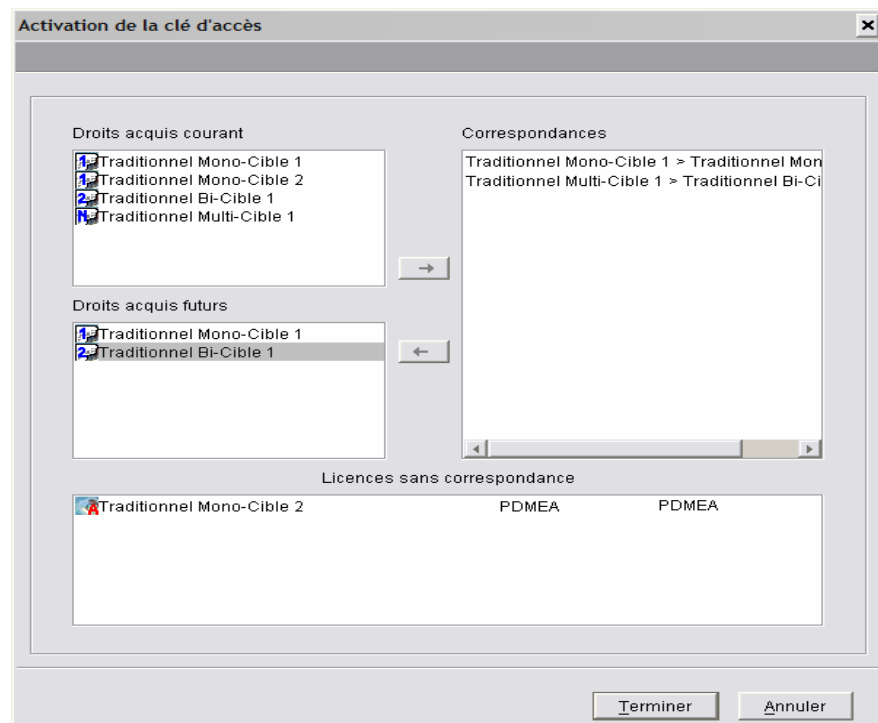 Activation de la clé d'accès
Droits acquis courant
Traditionnel Mono-Cible 1
Traditionnel Mono-Cible 2
Traditionnel Bi-Cible 1
Traditionnel Multi-Cible 1
Correspondances
Traditionnel Mono-Cible 1 > Traditionnel Mon
Traditionnel Multi-Cible 1 > Traditionnel Bi-Ci
Droits acquis futurs
Traditionnel Mono-Cible 1
Traditionnel Bi-Cible 1
Licences sans correspondance
Traditionnel Mono-Cible 2 PDMEA PDMEA
Terminer Annuler